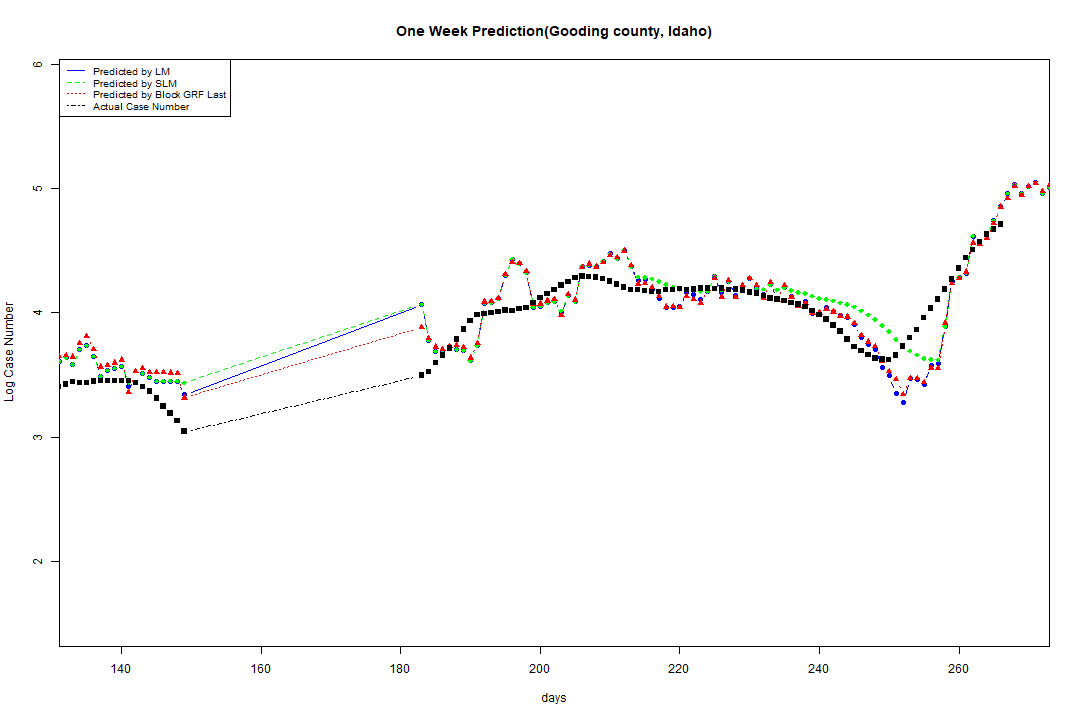 One Week Prediction(Gooding county, Idaho)
Predicted by LM
Predicted by SLM
Predicted by Block GRF Last
Actual Case Number
6
5
4
3
2
Log Case Number
140 160 180 200 220 240 260
days